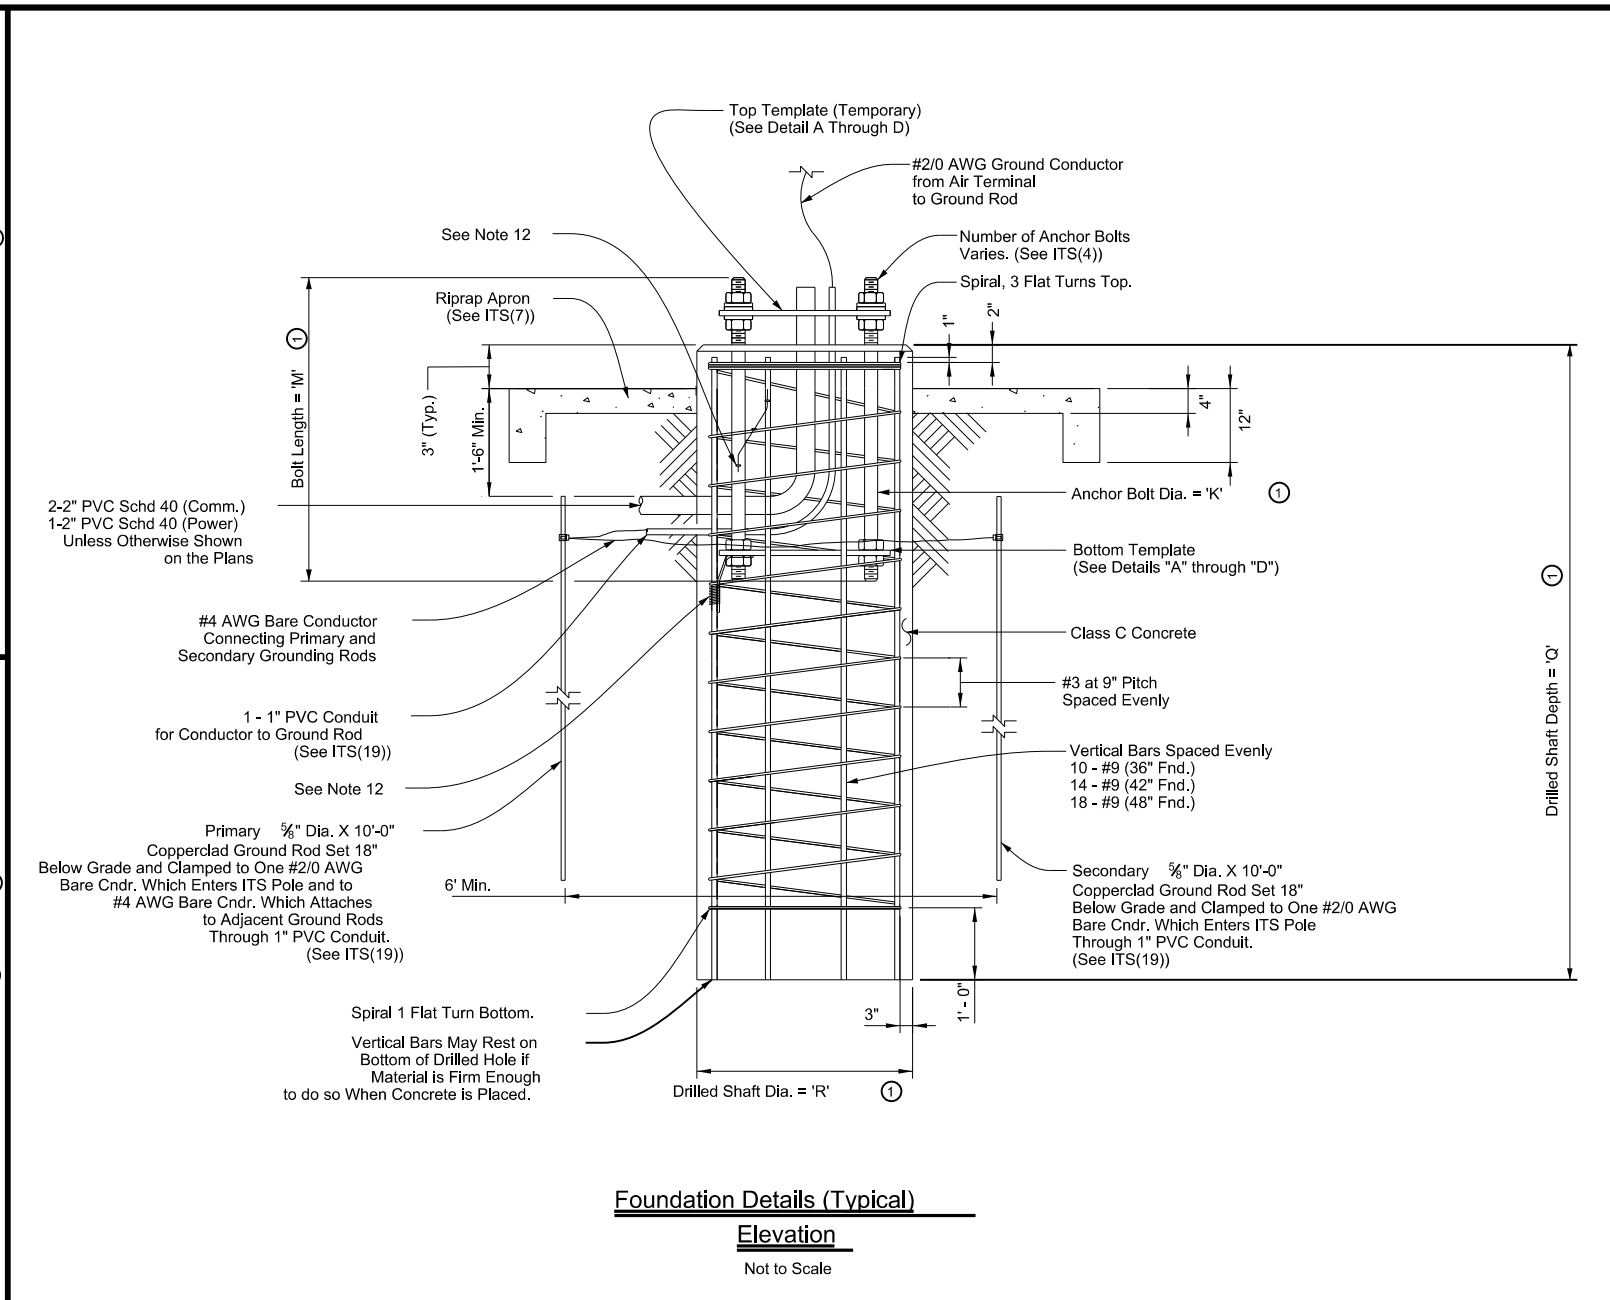 Top Template (Temporary)
(See Detail A Through D)
#2/0 AWG Ground Conductor
from Air Terminal
to Ground Rod
See Note 12
Number of Anchor Bolts
Varies. (See ITS(4))
Spiral, 3 Flat Turns Top.
Riprap Apron
(See ITS(7))
1"
2"
1
Bolt Length = 'M'
3" (Typ.)
1'-6" Min.
4"
12"
2-2" PVC Schd 40 (Comm.)
1-2" PVC Schd 40 (Power)
Unless Otherwise Shown
on the Plans
Anchor Bolt Dia. = 'K'
1
Bottom Template
(See Details "A" through "D")
1
Drilled Shaft Depth = 'Q'
#4 AWG Bare Conductor
Connecting Primary and
Secondary Grounding Rods
Class C Concrete
#3 at 9" Pitch
Spaced Evenly
1 - 1" PVC Conduit
for Conductor to Ground Rod
(See ITS(19))
Vertical Bars Spaced Evenly
10 - #9 (36" Fnd.)
14 - #9 (42" Fnd.)
18 - #9 (48" Fnd.)
See Note 12
Primary ⅝" Dia. X 10'-0"
Copperclad Ground Rod Set 18"
Below Grade and Clamped to One #2/0 AWG
Bare Cndr. Which Enters ITS Pole and to
#4 AWG Bare Cndr. Which Attaches
to Adjacent Ground Rods
Through 1" PVC Conduit.
(See ITS(19))
6' Min.
Secondary ⅝" Dia. X 10'-0"
Copperclad Ground Rod Set 18"
Below Grade and Clamped to One #2/0 AWG
Bare Cndr. Which Enters ITS Pole
Through 1" PVC Conduit.
(See ITS(19))
Spiral 1 Flat Turn Bottom.
3"
1' - 0"
Vertical Bars May Rest on
Bottom of Drilled Hole if
Material is Firm Enough
to do so When Concrete is Placed.
Drilled Shaft Dia. = 'R'
1
Foundation Details (Typical)
Elevation
Not to Scale